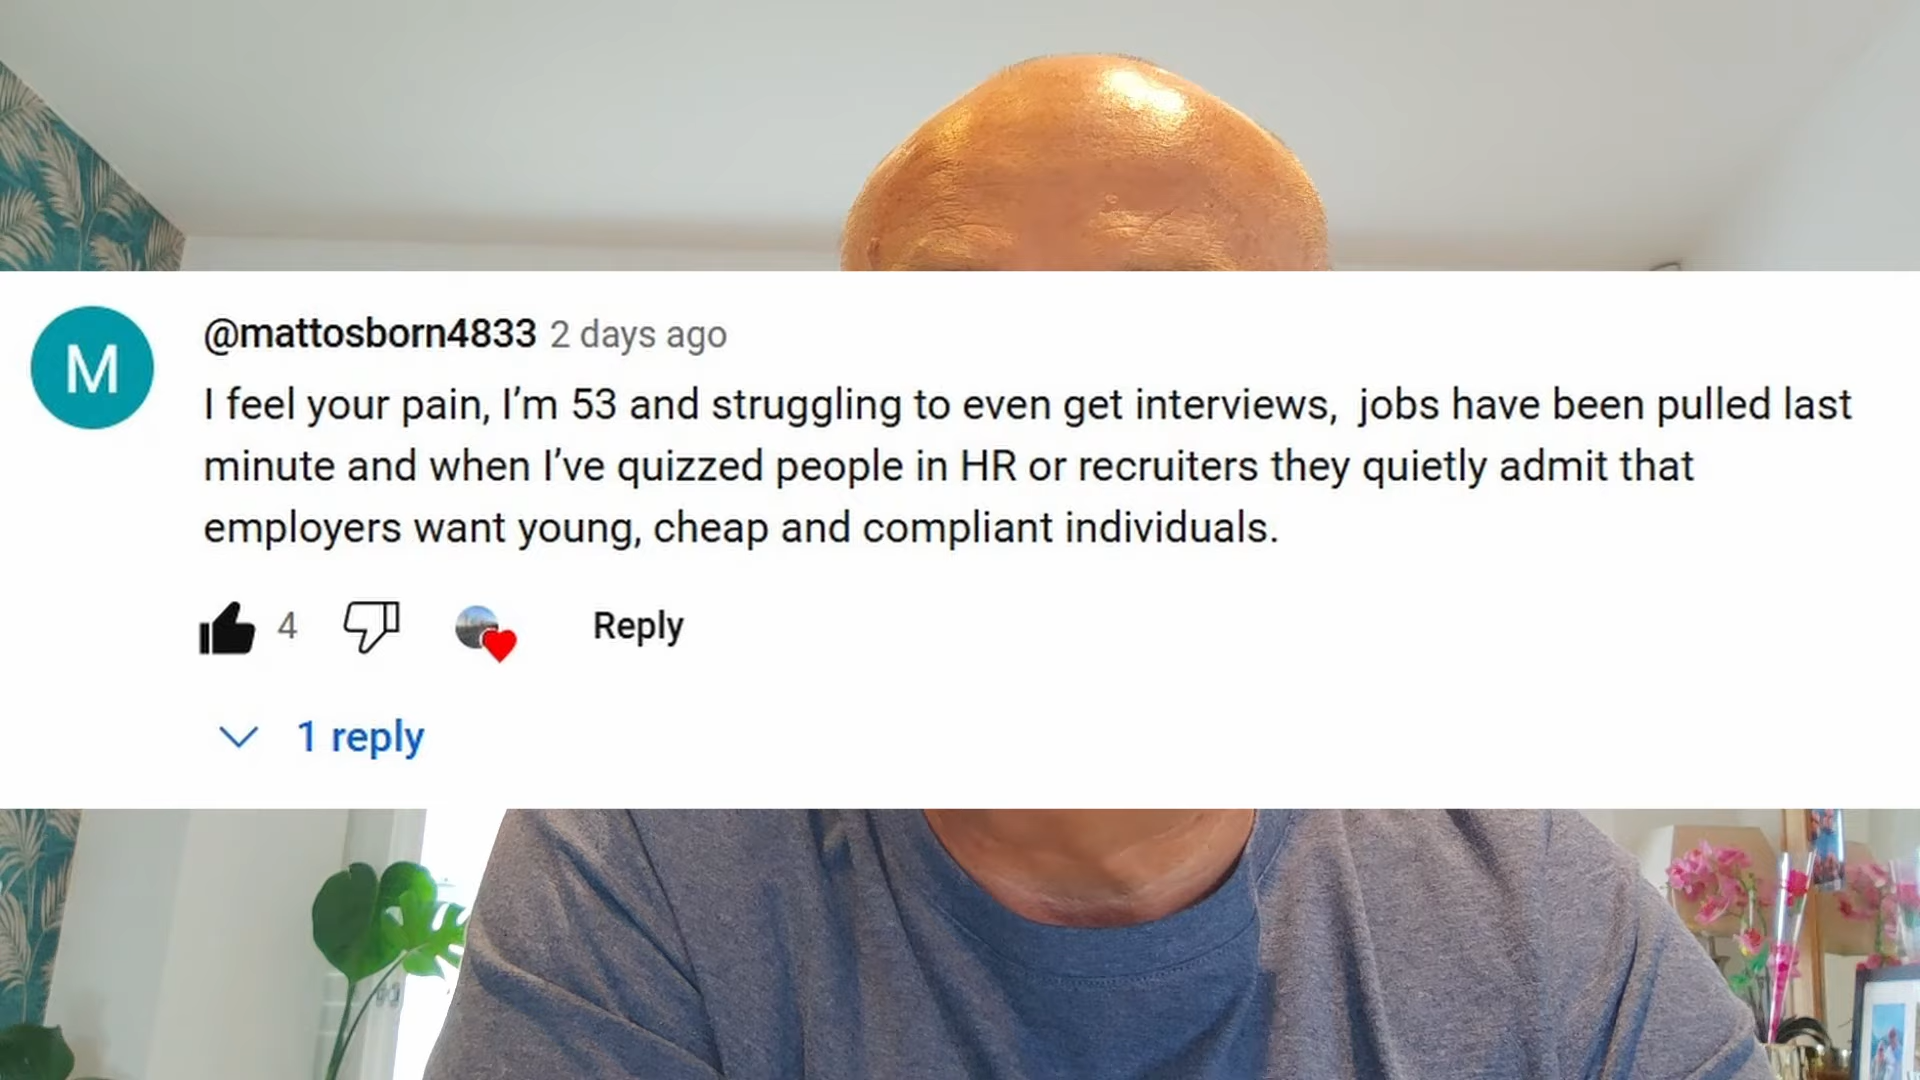 M
@mattosborn4833 2 days ago
I feel your pain, I’m 53 and struggling to even get interviews,  jobs have been pulled last
minute and when I’ve quizzed people in HR or recruiters they quietly admit that
employers want young, cheap and compliant individuals.
4 Reply
1 reply